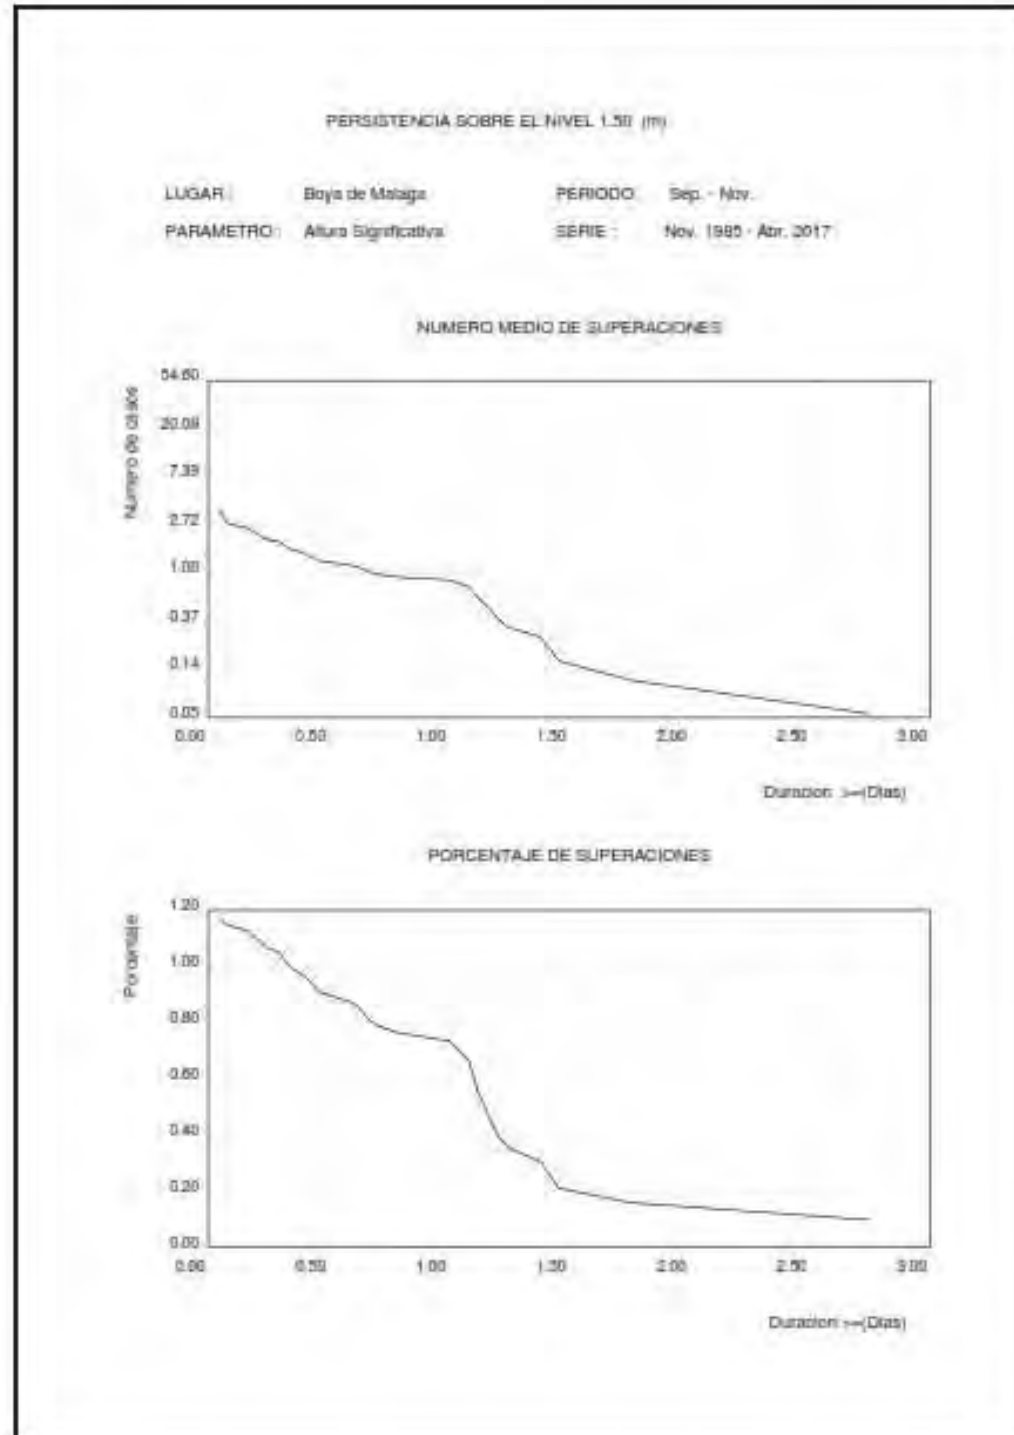 PERSISTENCIA SOBRE EL NIVEL 1.50 (m)
LUGAR : Boya de Malaga PERIODO : Sep. - Nov.
PARAMETRO : Altura Significativa SERIE : Nov. 1985 - Abr. 2017
NUMERO MEDIO DE SUPERACIONES
Numero de casos
54.60
20.09
7.39
2.72
1.00
0.37
0.14
0.05
0.00 0.50 1.00 1.50 2.00 2.50 3.00
Duracion >=(Dias)
PORCENTAJE DE SUPERACIONES
Porcentaje
1.20
1.00
0.80
0.60
0.40
0.20
0.00
0.00 0.50 1.00 1.50 2.00 2.50 3.00
Duracion >=(Dias)